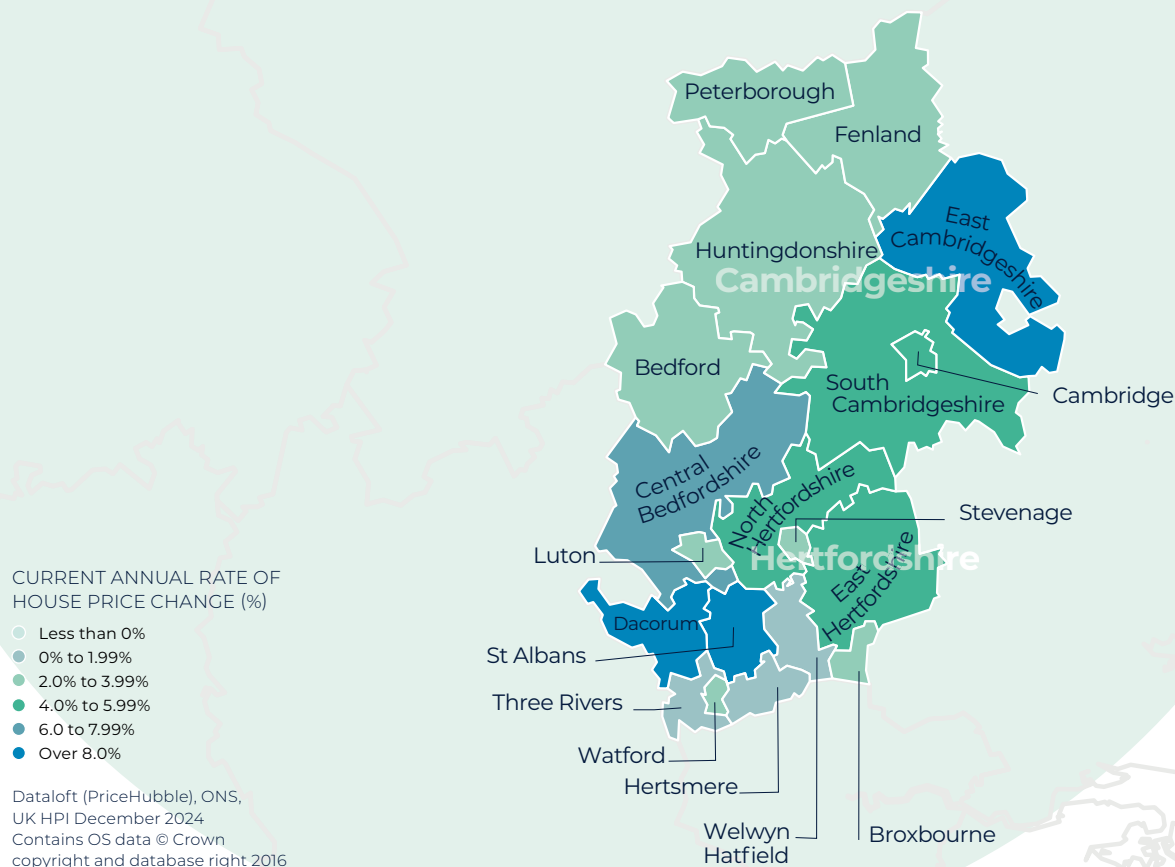 Peterborough
Fenland
East
Cambridgeshire
Huntingdonshire
Cambridgeshire
Bedford
South
Cambridgeshire
Cambridge
Central
Bedfordshire
North
Hertfordshire
Stevenage
Luton
Hertfordshire
East
Hertfordshire
Dacorum
St Albans
Three Rivers
Watford
Hertsmere
Welwyn
Hatfield
Broxbourne
CURRENT ANNUAL RATE OF
HOUSE PRICE CHANGE (%)
Less than 0%
0% to 1.99%
2.0% to 3.99%
4.0% to 5.99%
6.0 to 7.99%
Over 8.0%
Dataloft (PriceHubble), ONS,
UK HPI December 2024
Contains OS data © Crown
copyright and database right 2016